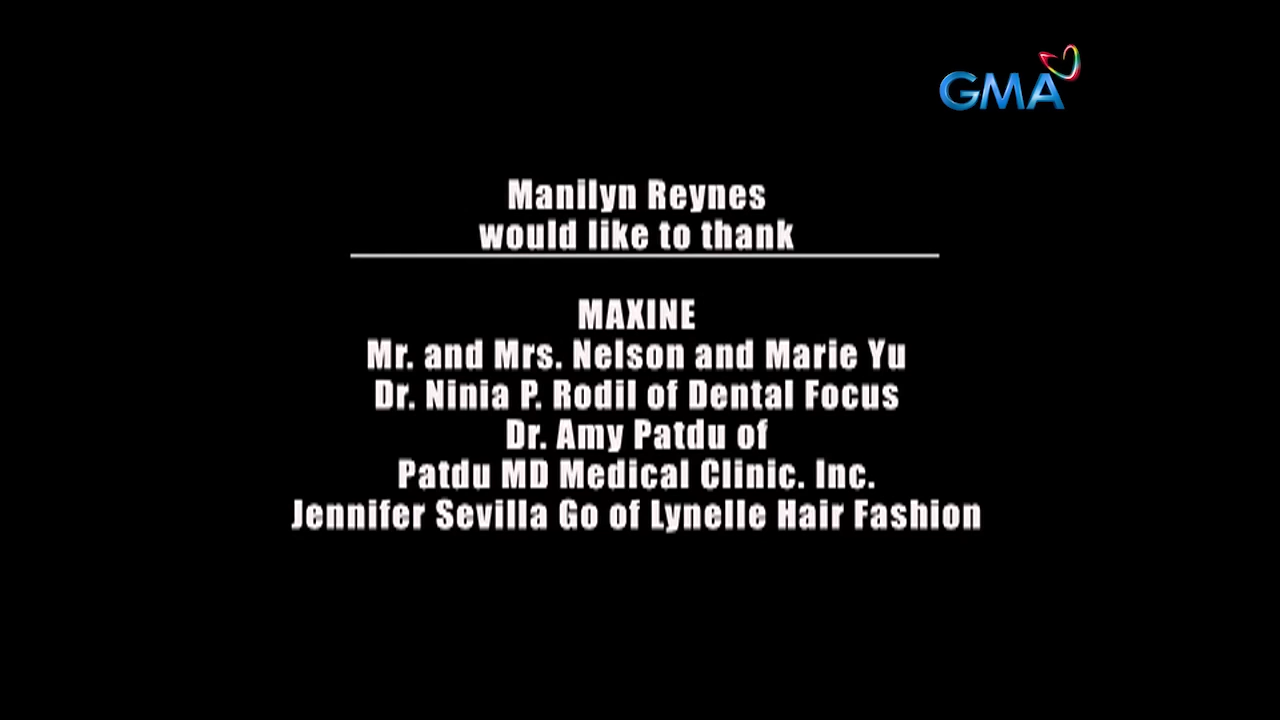 GMA
Manilyn Reynes
would like to thank
MAXINE
Mr. and Mrs. Nelson and Marie Yu
Dr. Ninia P. Rodil of Dental Focus
Dr. Amy Patdu of
Patdu MD Medical Clinic. Inc.
Jennifer Sevilla Go of Lynelle Hair Fashion